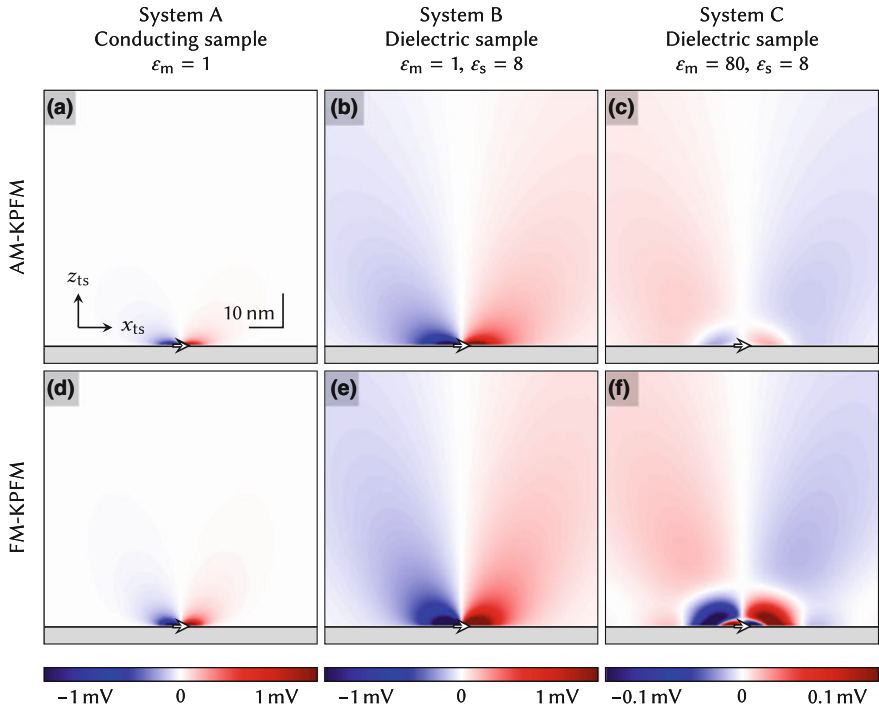 System A
Conducting sample
εm = 1
System B
Dielectric sample
εm = 1, εs = 8
System C
Dielectric sample
εm = 80, εs = 8
AM-KPFM
(a)
(b)
(c)
zts
xts
10 nm
FM-KPFM
(d)
(e)
(f)
−1 mV 0 1 mV
−1 mV 0 1 mV
−0.1 mV 0 0.1 mV